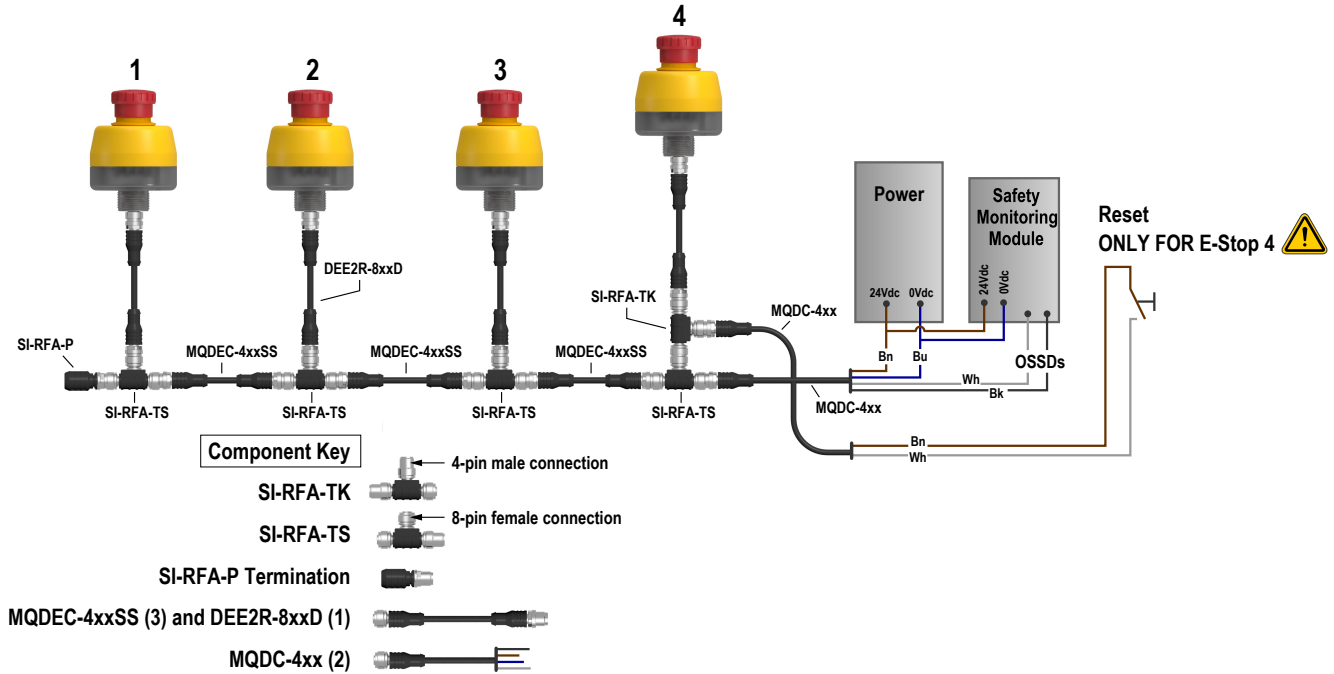 4
1
2
3
Power
Safety
Monitoring
Module
Reset
ONLY FOR E-Stop 4
DEE2R-8xxD
SI-RFA-TK
MQDC-4xx
24Vdc
0Vdc
24Vdc
0Vdc
SI-RFA-P
MQDEC-4xxSS
MQDEC-4xxSS
MQDEC-4xxSS
Bn
Bu
OSSDs
Wh
Bk
SI-RFA-TS
SI-RFA-TS
SI-RFA-TS
SI-RFA-TS
MQDC-4xx
Bn
Wh
Component Key
4-pin male connection
SI-RFA-TK
8-pin female connection
SI-RFA-TS
SI-RFA-P Termination
MQDEC-4xxSS (3) and DEE2R-8xxD (1)
MQDC-4xx (2)